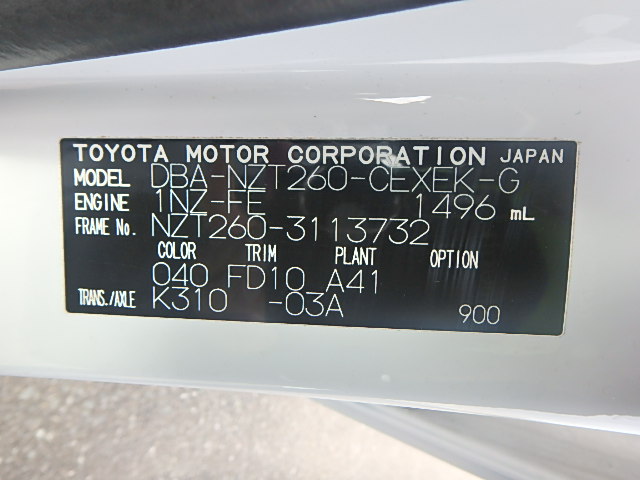 TOYOTA MOTOR CORPORATION JAPAN
MODEL DBA-NZT260-CEXEK-G
ENGINE 1NZ-FE 1496 mL
FRAME No. NZT260-3113732
COLOR TRIM PLANT OPTION
040 FD10 A41
TRANS./AXLE K310 -03A 900